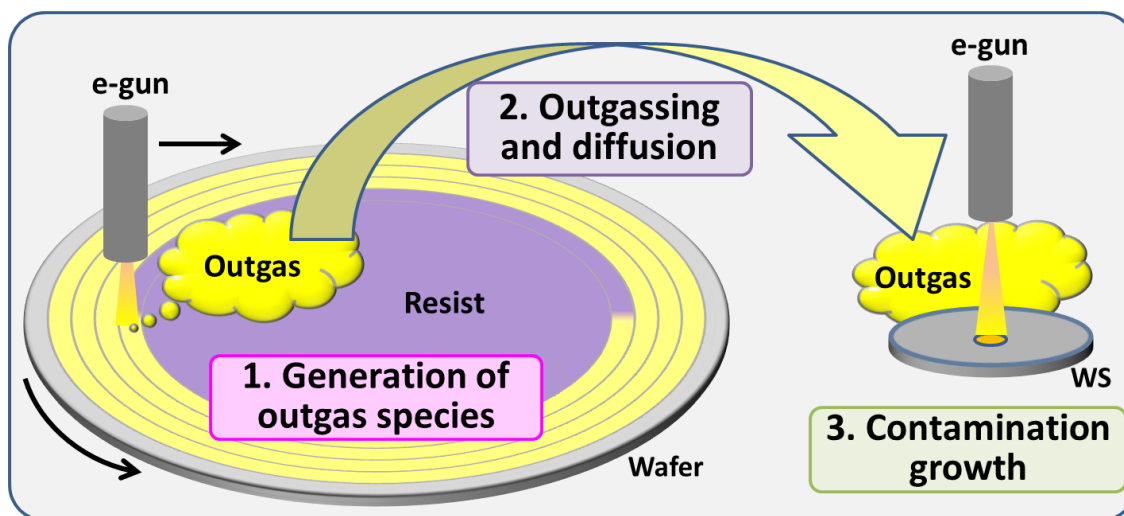 e-gun
Outgas
Resist
1. Generation of
outgas species
Wafer
2. Outgassing
and diffusion
e-gun
Outgas
WS
3. Contamination
growth